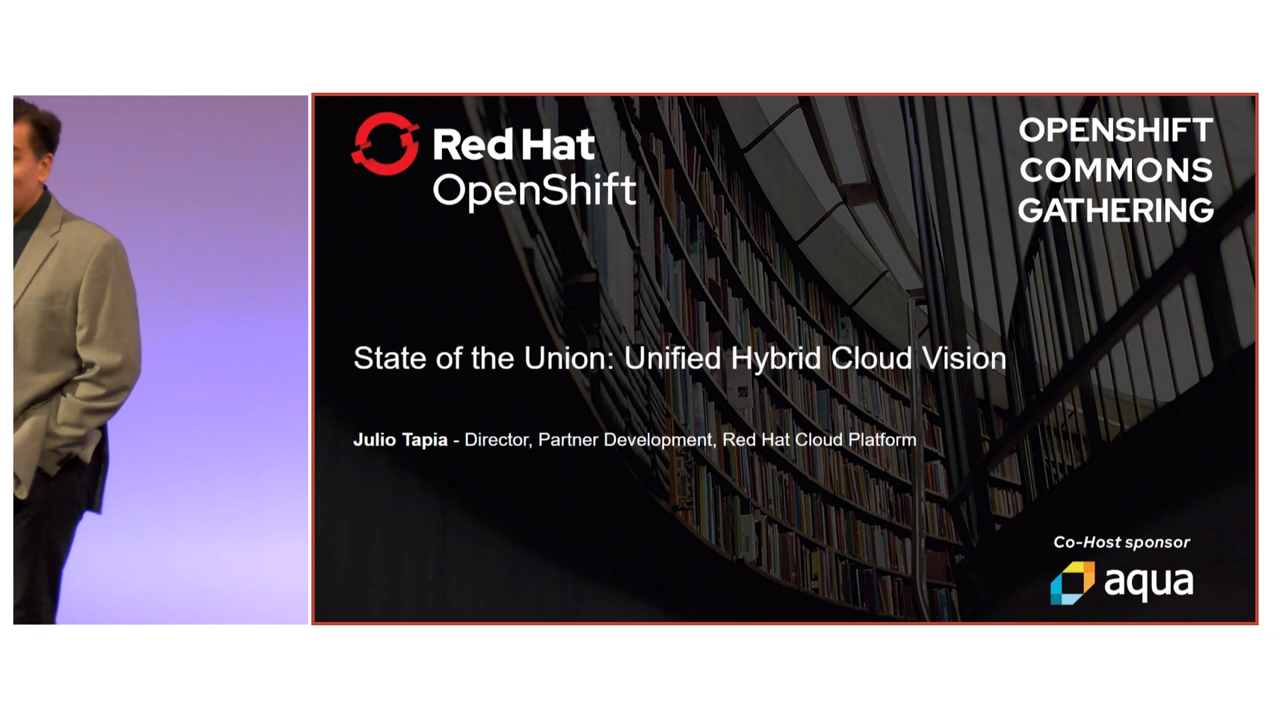 Red Hat
OpenShift
OPENSHIFT
COMMONS
GATHERING
State of the Union: Unified Hybrid Cloud Vision
Julio Tapia - Director, Partner Development, Red Hat Cloud Platform
Co-Host sponsor
aqua